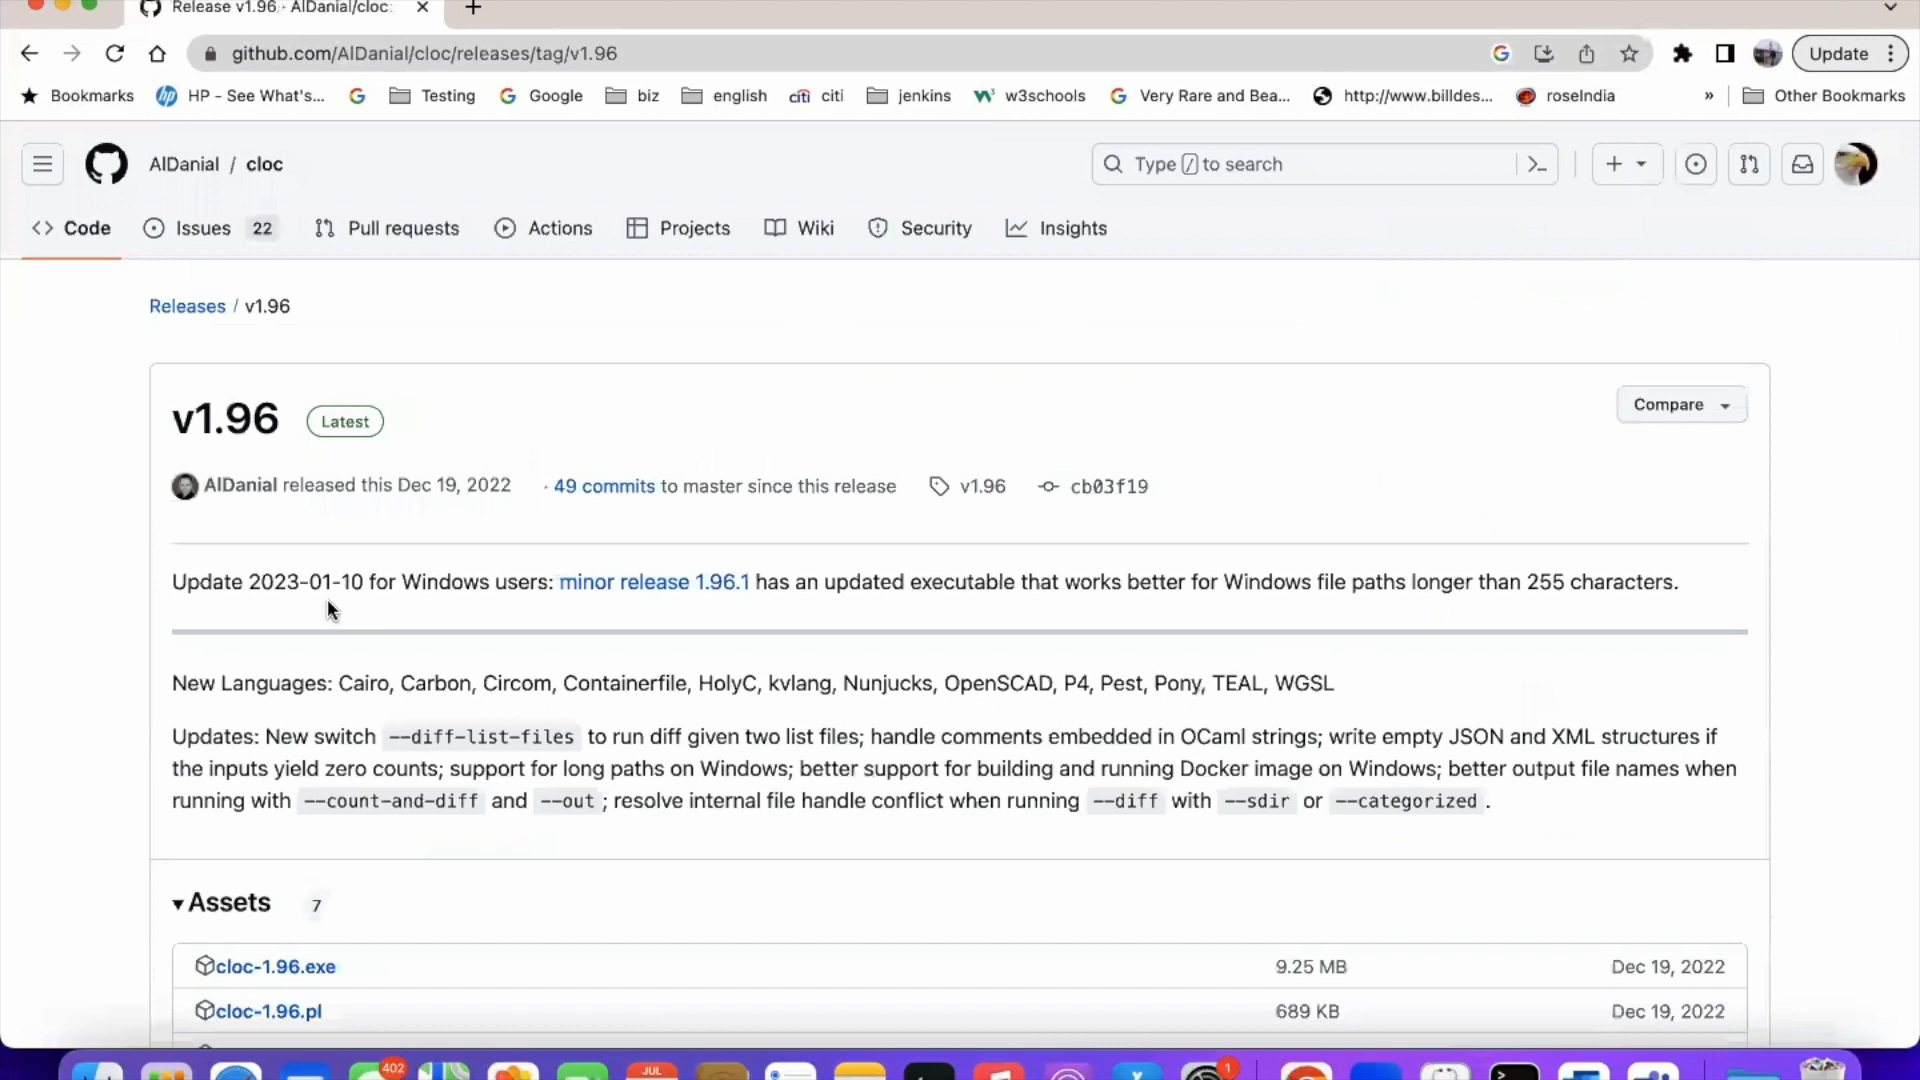 Release v1.96 · AlDanial/cloc
github.com/AlDanial/cloc/releases/tag/v1.96
Update
Bookmarks HP - See What's... Testing Google biz english citi citi jenkins w3schools Very Rare and Bea... http://www.billdes... roseIndia » Other Bookmarks
AlDanial / cloc
Type / to search
Code Issues 22 Pull requests Actions Projects Wiki Security Insights
Releases / v1.96
v1.96 Latest
Compare
AlDanial released this Dec 19, 2022 · 49 commits to master since this release v1.96 cb03f19
Update 2023-01-10 for Windows users: minor release 1.96.1 has an updated executable that works better for Windows file paths longer than 255 characters.
New Languages: Cairo, Carbon, Circom, Containerfile, HolyC, kvlang, Nunjucks, OpenSCAD, P4, Pest, Pony, TEAL, WGSL
Updates: New switch --diff-list-files to run diff given two list files; handle comments embedded in OCaml strings; write empty JSON and XML structures if
the inputs yield zero counts; support for long paths on Windows; better support for building and running Docker image on Windows; better output file names when
running with --count-and-diff and --out ; resolve internal file handle conflict when running --diff with --sdir or --categorized .
Assets 7
cloc-1.96.exe 9.25 MB Dec 19, 2022
cloc-1.96.pl 689 KB Dec 19, 2022
402 JUL 1